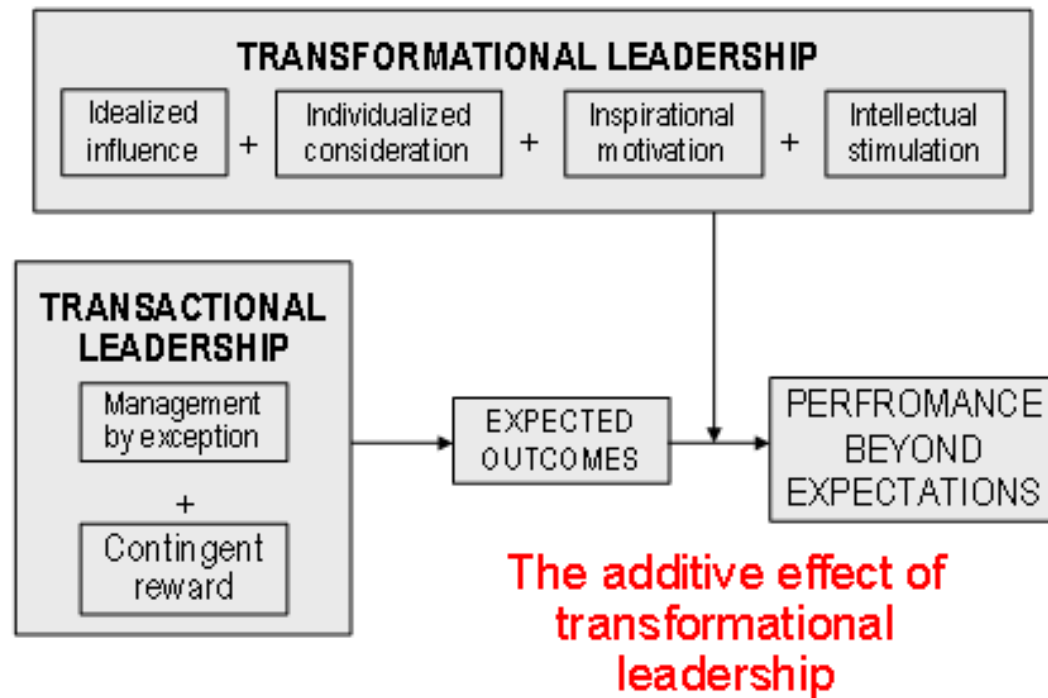 TRANSFORMATIONAL LEADERSHIP
Idealized
influence
+
Individualized
consideration
+
Inspirational
motivation
+
Intellectual
stimulation
TRANSACTIONAL
LEADERSHIP
Management
by exception
+
Contingent
reward
EXPECTED
OUTCOMES
PERFROMANCE
BEYOND
EXPECTATIONS
The additive effect of
transformational
leadership